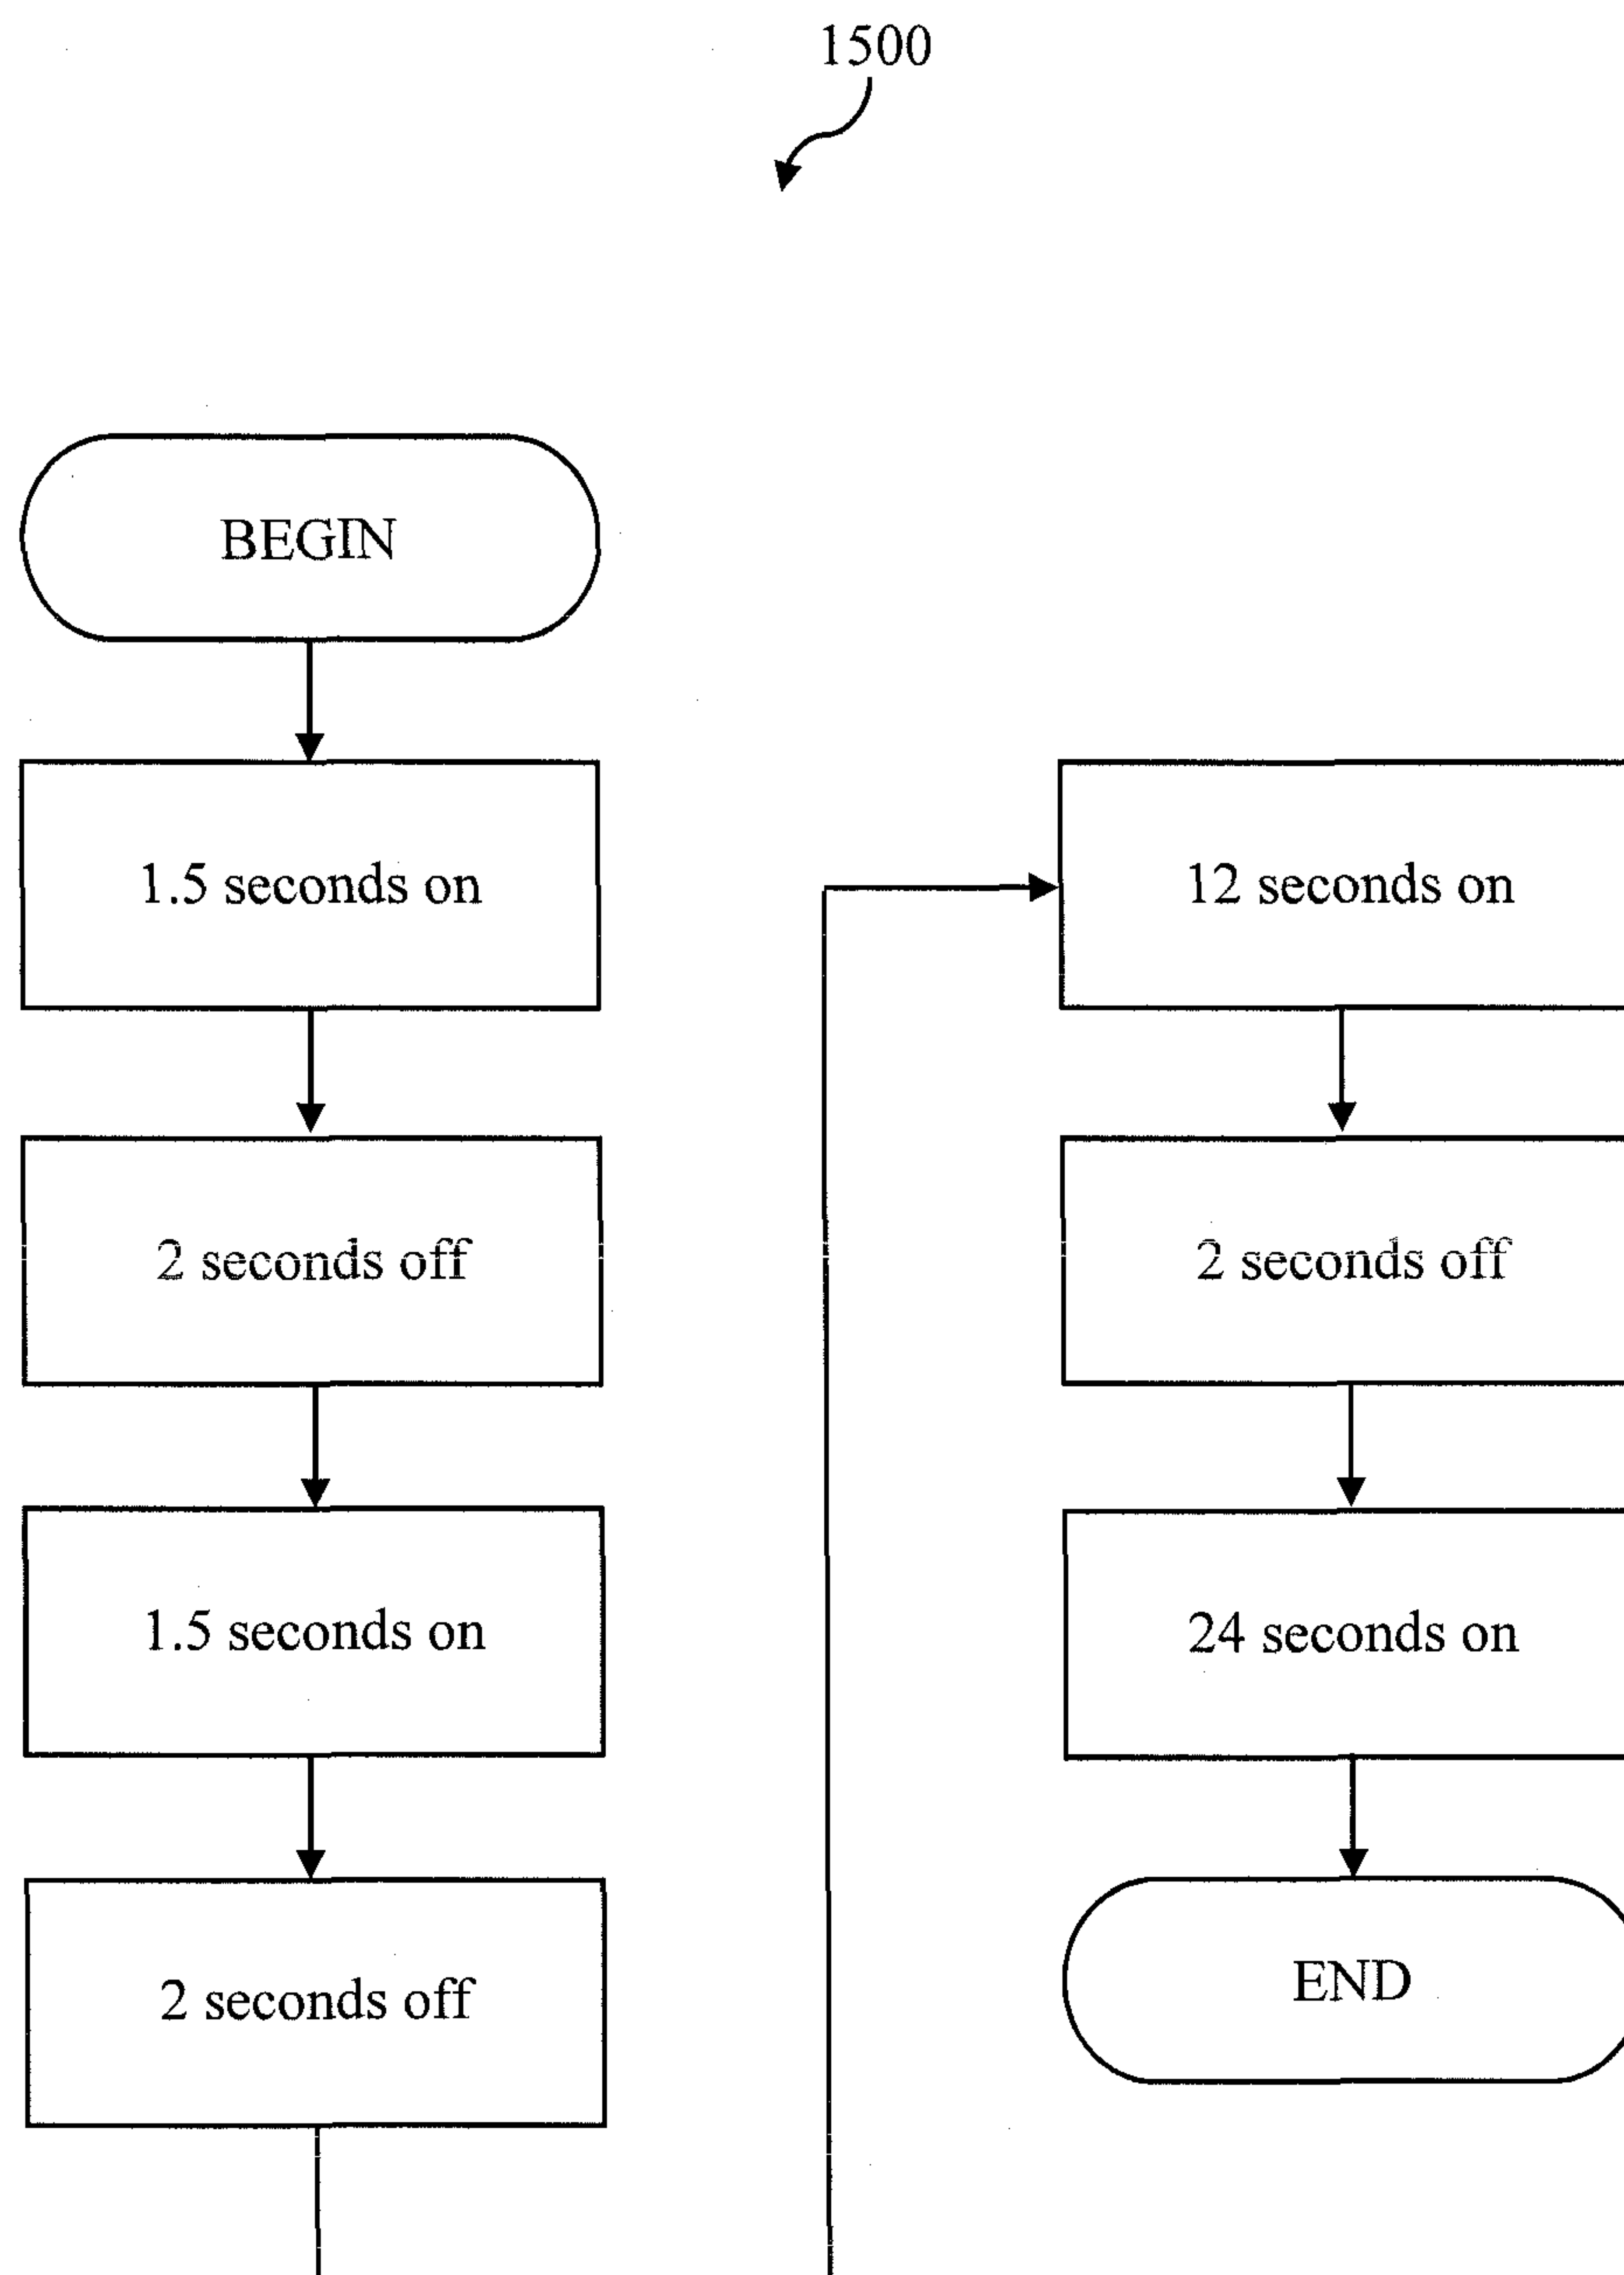 1500
BEGIN
1.5 seconds on
2 seconds off
1.5 seconds on
2 seconds off
12 seconds on
2 seconds off
24 seconds on
END